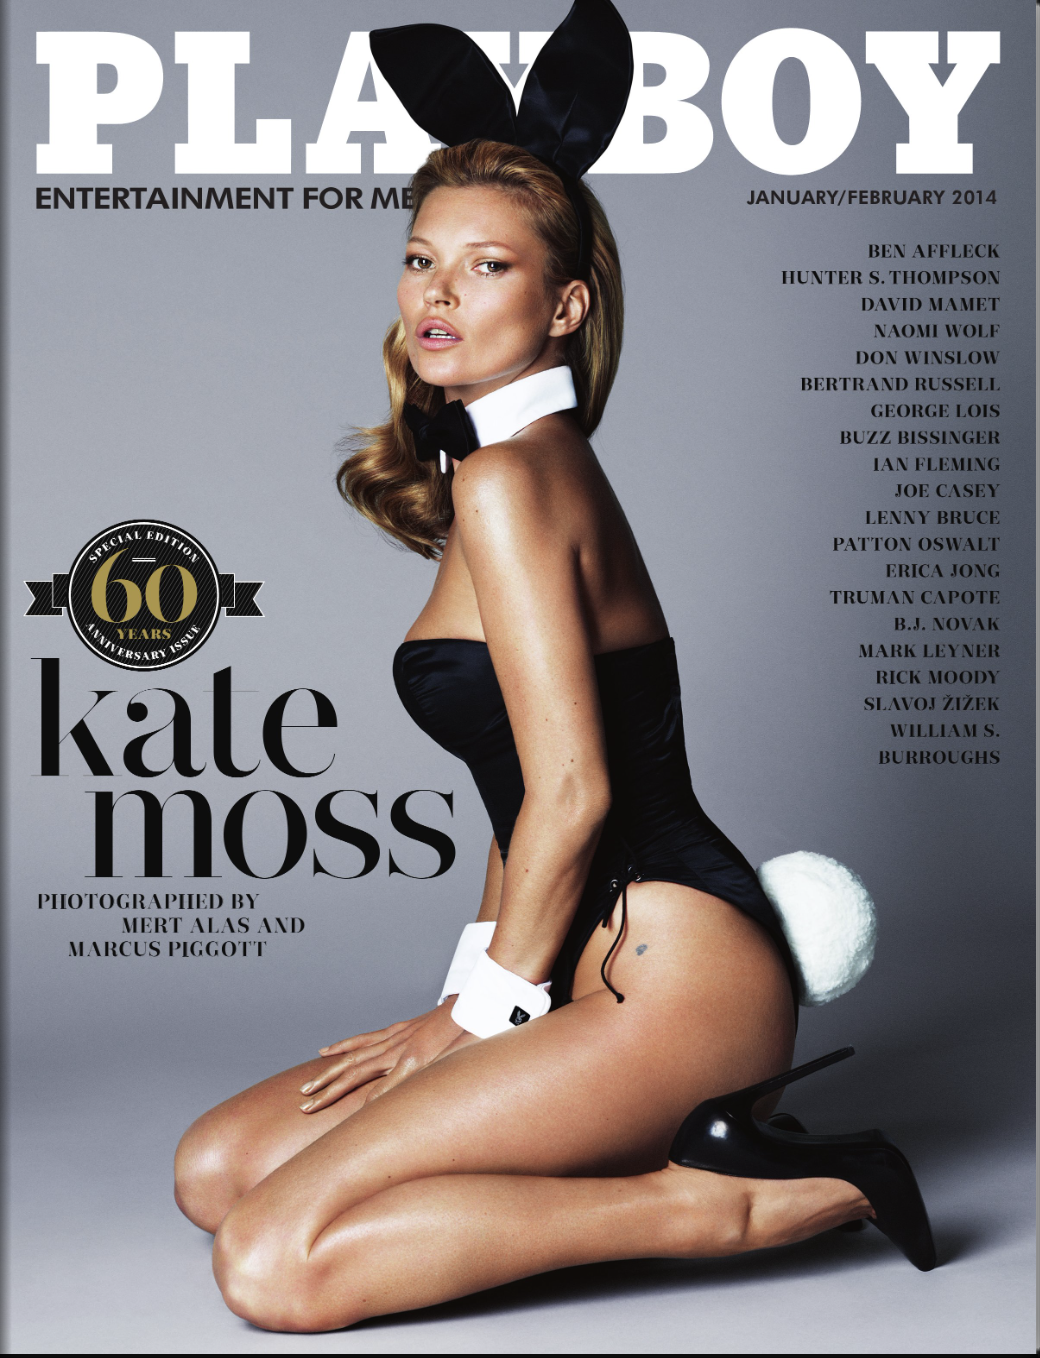 PLAYBOY
ENTERTAINMENT FOR ME
JANUARY/FEBRUARY 2014
BEN AFFLECK
HUNTER S. THOMPSON
DAVID MAMET
NAOMI WOLF
DON WINSLOW
BERTRAND RUSSELL
GEORGE LOIS
BUZZ BISSINGER
IAN FLEMING
JOE CASEY
LENNY BRUCE
PATTON OSWALT
ERICA JONG
TRUMAN CAPOTE
B.J. NOVAK
MARK LEYNER
RICK MOODY
SLAVOJ ŽIŽEK
WILLIAM S.
BURROUGHS
SPECIAL EDITION
60
YEARS
ANNIVERSARY ISSUE
kate
moss
PHOTOGRAPHED BY
MERT ALAS AND
MARCUS PIGGOTT